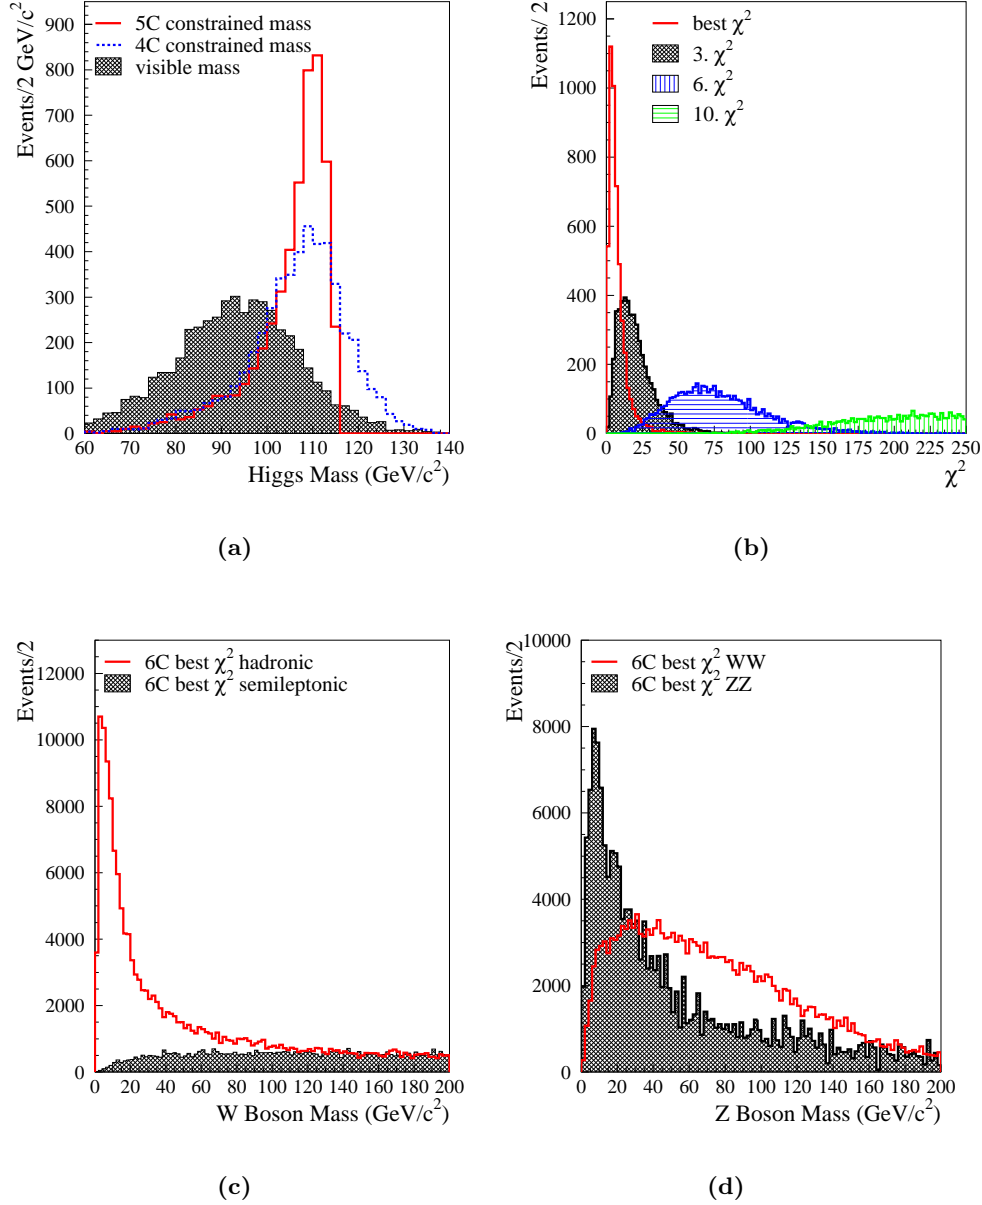 Events/2 GeV/c²
900
800
700
600
500
400
300
200
100
0
5C constrained mass
4C constrained mass
visible mass
60 70 80 90 100 110 120 130 140
Higgs Mass (GeV/c²)
(a)
Events/ 2
1200
1000
800
600
400
200
0
best χ²
3. χ²
6. χ²
10. χ²
0 25 50 75 100 125 150 175 200 225 250
χ²
(b)
Events/2
12000
10000
8000
6000
4000
2000
0
6C best χ² hadronic
6C best χ² semileptonic
0 20 40 60 80 100 120 140 160 180 200
W Boson Mass (GeV/c²)
(c)
Events/2
10000
8000
6000
4000
2000
0
6C best χ² WW
6C best χ² ZZ
0 20 40 60 80 100 120 140 160 180 200
Z Boson Mass (GeV/c²)
(d)